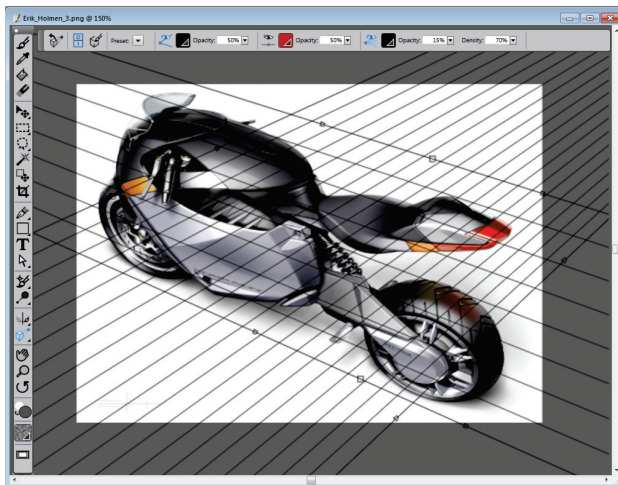 Erik_Holmen_3.png @ 150%
Preset: Opacity: 50% Opacity: 50% Opacity: 15% Density: 70%
T